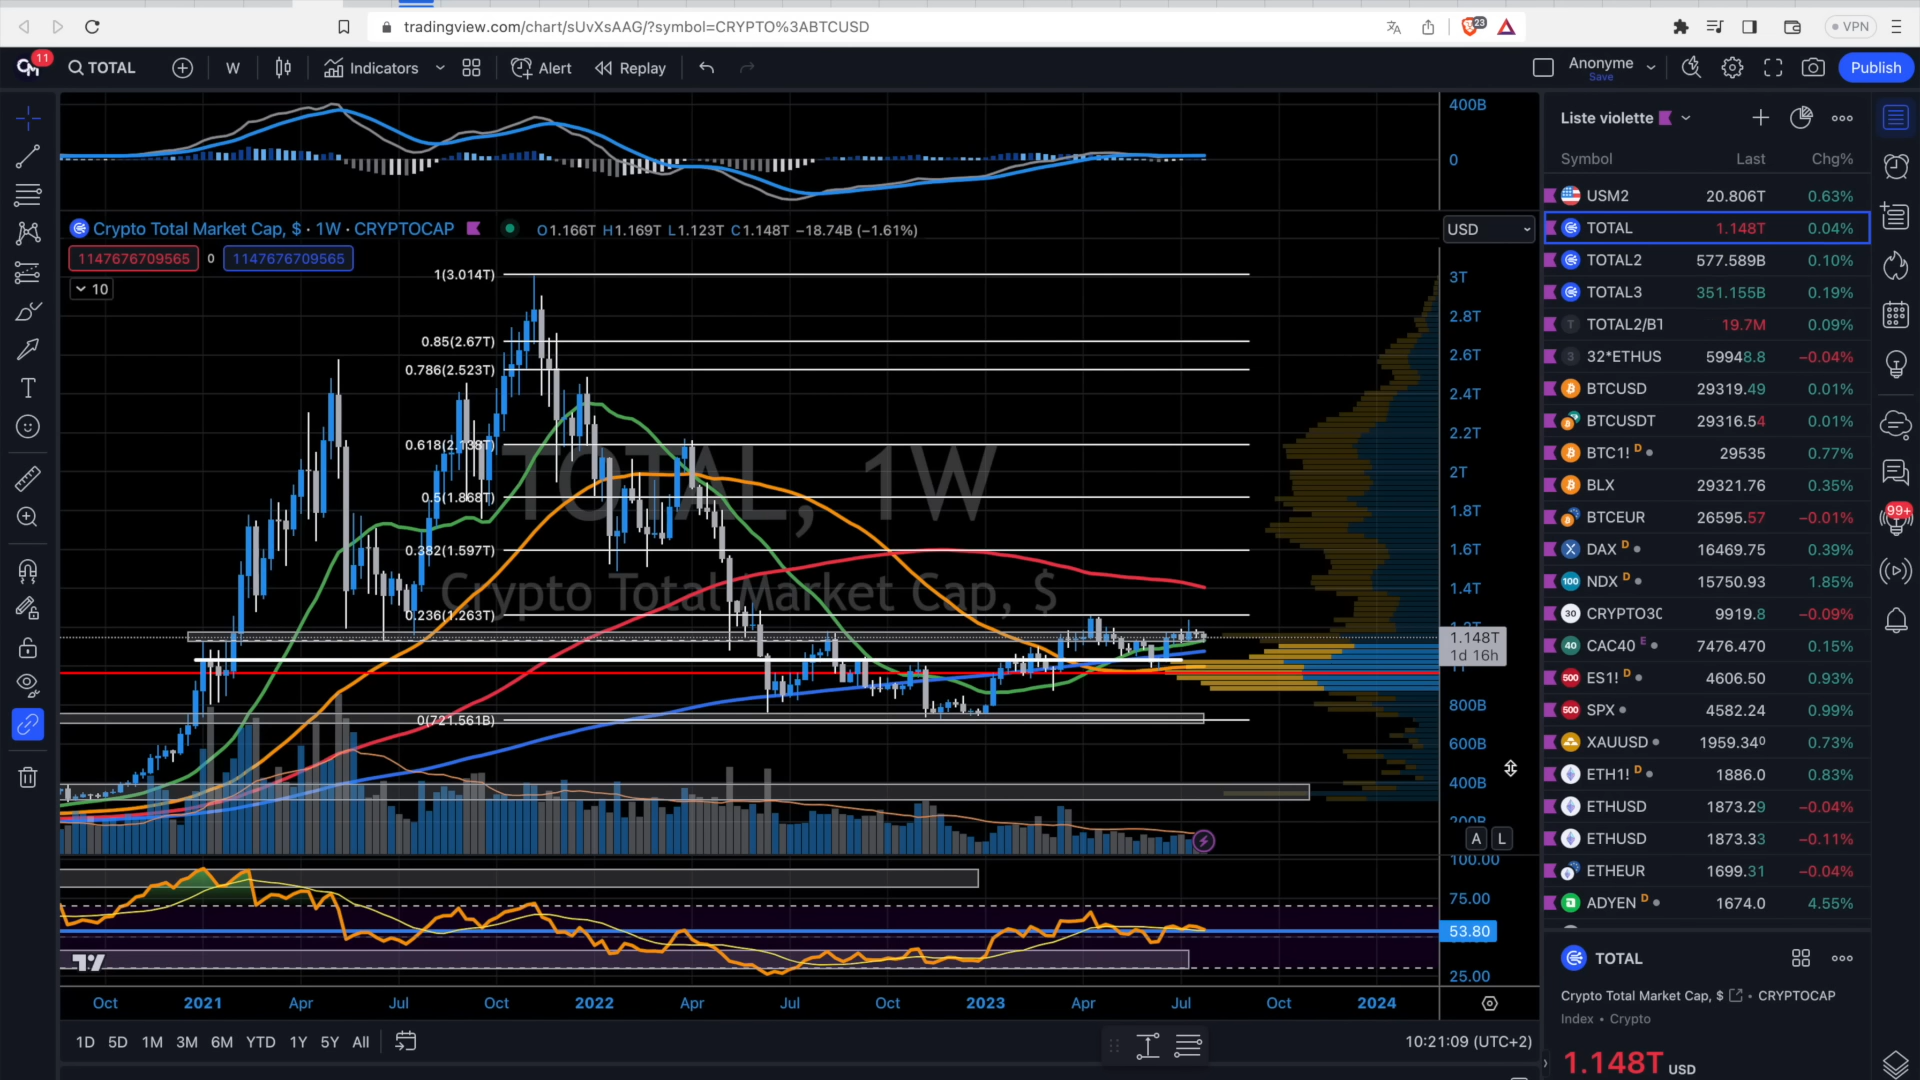 tradingview.com/chart/sUvXsAAG/?symbol=CRYPTO%3ABTCUSD
23
VPN
11
TOTAL
W
Indicators
Alert
Replay
Anonyme
Save
Publish
400B
0
Crypto Total Market Cap, $ · 1W · CRYPTOCAP
O1.166T H1.169T L1.123T C1.148T −18.74B (−1.61%)
USD
1147676709565 0 1147676709565
10
TOTAL, 1W
Crypto Total Market Cap, $
1(3.014T)
0.85(2.67T)
0.786(2.523T)
0.618(2.138T)
0.5(1.868T)
0.382(1.597T)
0.236(1.263T)
0(721.561B)
3T
2.8T
2.6T
2.4T
2.2T
2T
1.8T
1.6T
1.4T
1.148T
1d 16h
800B
600B
400B
200B
A L
100.00
75.00
53.80
25.00
Oct 2021 Apr Jul Oct 2022 Apr Jul Oct 2023 Apr Jul Oct 2024
1D 5D 1M 3M 6M YTD 1Y 5Y All
10:21:09 (UTC+2)
Liste violette
Symbol Last Chg%
USM2 20.806T 0.63%
TOTAL 1.148T 0.04%
TOTAL2 577.589B 0.10%
TOTAL3 351.155B 0.19%
T TOTAL2/BT 19.7M 0.09%
3 32*ETHUS 59948.8 −0.04%
BTCUSD 29319.49 0.01%
BTCUSDT 29316.54 0.01%
BTC1! D 29535 0.77%
BLX 29321.76 0.35%
BTCEUR 26595.57 −0.01%
X DAX D 16469.75 0.39%
100 NDX D 15750.93 1.85%
30 CRYPTO30 9919.8 −0.09%
40 CAC40 E 7476.470 0.15%
500 ES1! D 4606.50 0.93%
500 SPX 4582.24 0.99%
XAUUSD 1959.340 0.73%
ETH1! D 1886.0 0.83%
ETHUSD 1873.29 −0.04%
ETHUSD 1873.33 −0.11%
ETHEUR 1699.31 −0.04%
ADYEN D 1674.0 4.55%
TOTAL
Crypto Total Market Cap, $ • CRYPTOCAP
Index • Crypto
1.148T USD
99+